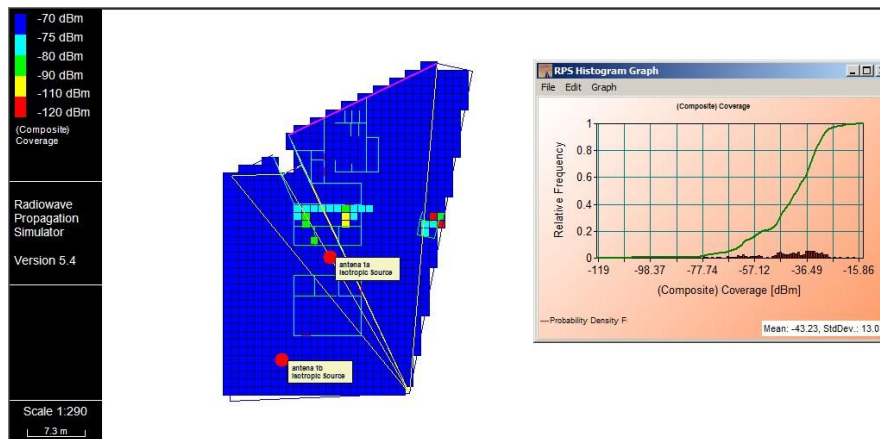 -70 dBm
-75 dBm
-80 dBm
-90 dBm
-110 dBm
-120 dBm
(Composite)
Coverage
Radiowave
Propagation
Simulator
Version 5.4
Scale 1:290
7.3 m
antena 1a
Isotropic Source
antena 1b
Isotropic Source
RPS Histogram Graph
File Edit Graph
(Composite) Coverage
Relative Frequency
1
0.8
0.6
0.4
0.2
0
-119 -98.37 -77.74 -57.12 -36.49 -15.86
(Composite) Coverage [dBm]
Probability Density F
Mean: -43.23, StdDev.: 13.0